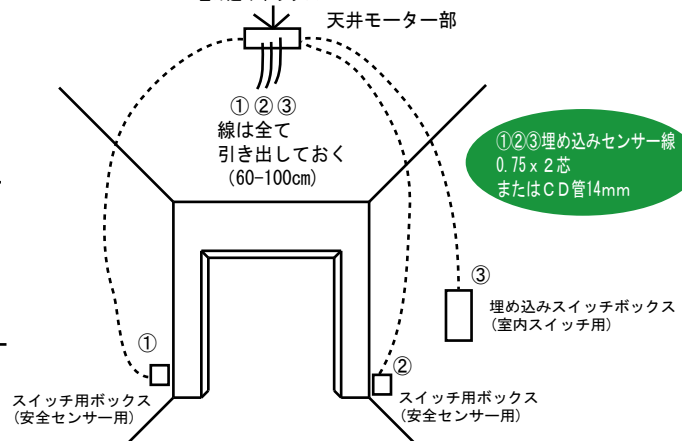 天井モーター部
①②③
線は全て
引き出しておく
(60-100cm)
①②③埋め込みセンサー線
0.75x2芯
またはCD管14mm
③
埋め込みスイッチボックス
(室内スイッチ用)
①
スイッチ用ボックス
(安全センサー用)
②
スイッチ用ボックス
(安全センサー用)